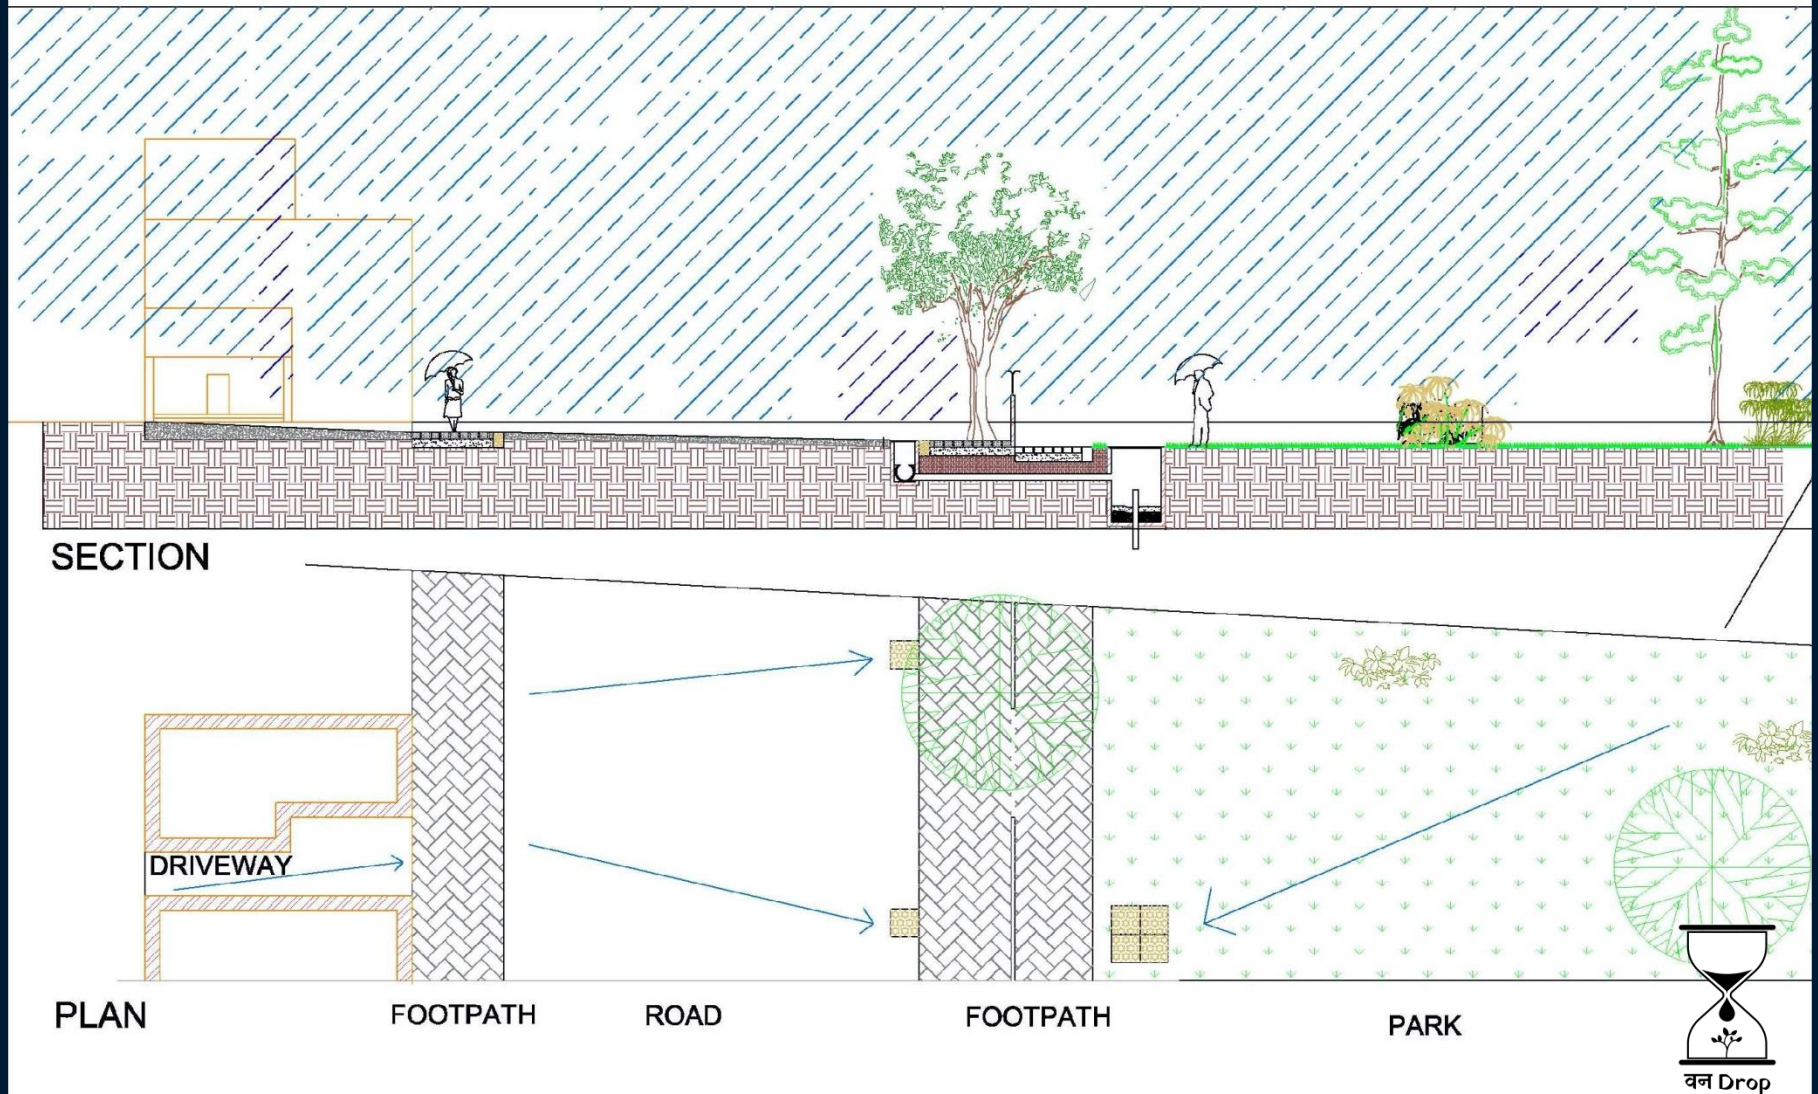 SECTION
DRIVEWAY
PLAN
FOOTPATH
ROAD
FOOTPATH
PARK
वन Drop